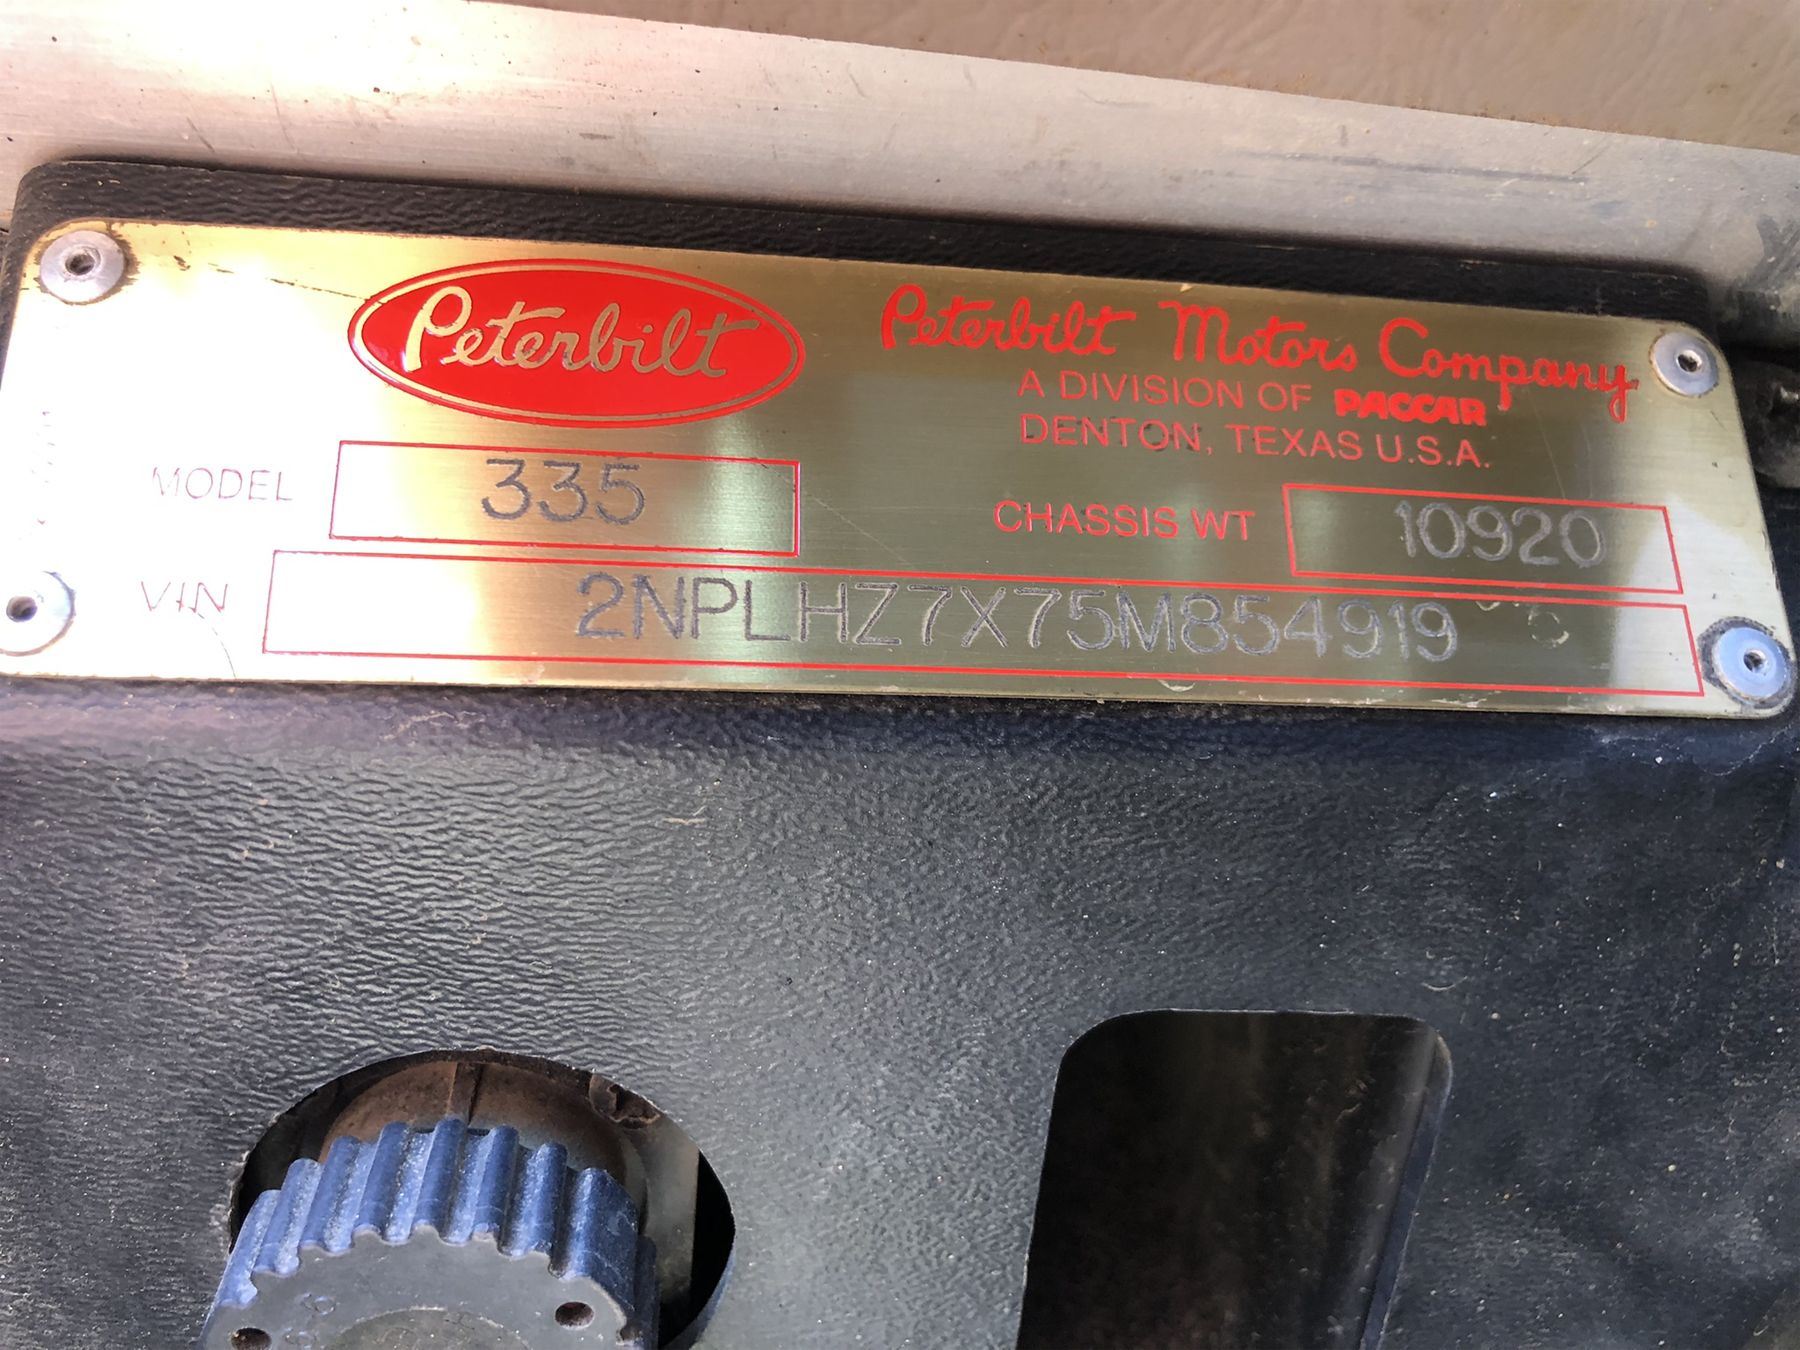 Peterbilt
Peterbilt Motors Company
A DIVISION OF PACCAR
DENTON, TEXAS U.S.A.
MODEL 335
CHASSIS WT 10920
VIN 2NPLHZ7X75M854919